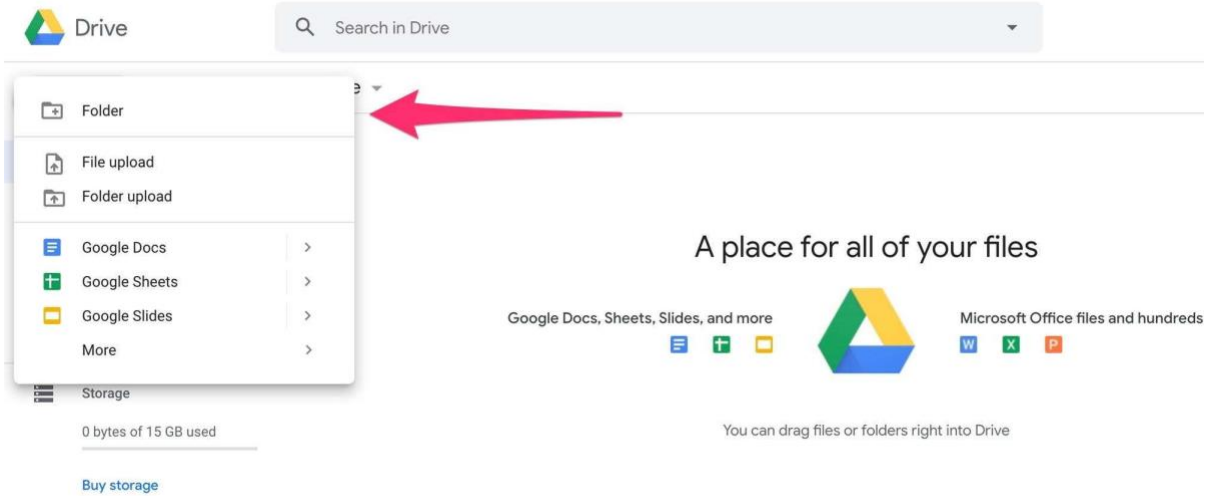 Drive
Search in Drive
Folder
File upload
Folder upload
Google Docs
Google Sheets
Google Slides
More
A place for all of your files
Google Docs, Sheets, Slides, and more
Microsoft Office files and hundreds
W X P
You can drag files or folders right into Drive
Storage
0 bytes of 15 GB used
Buy storage